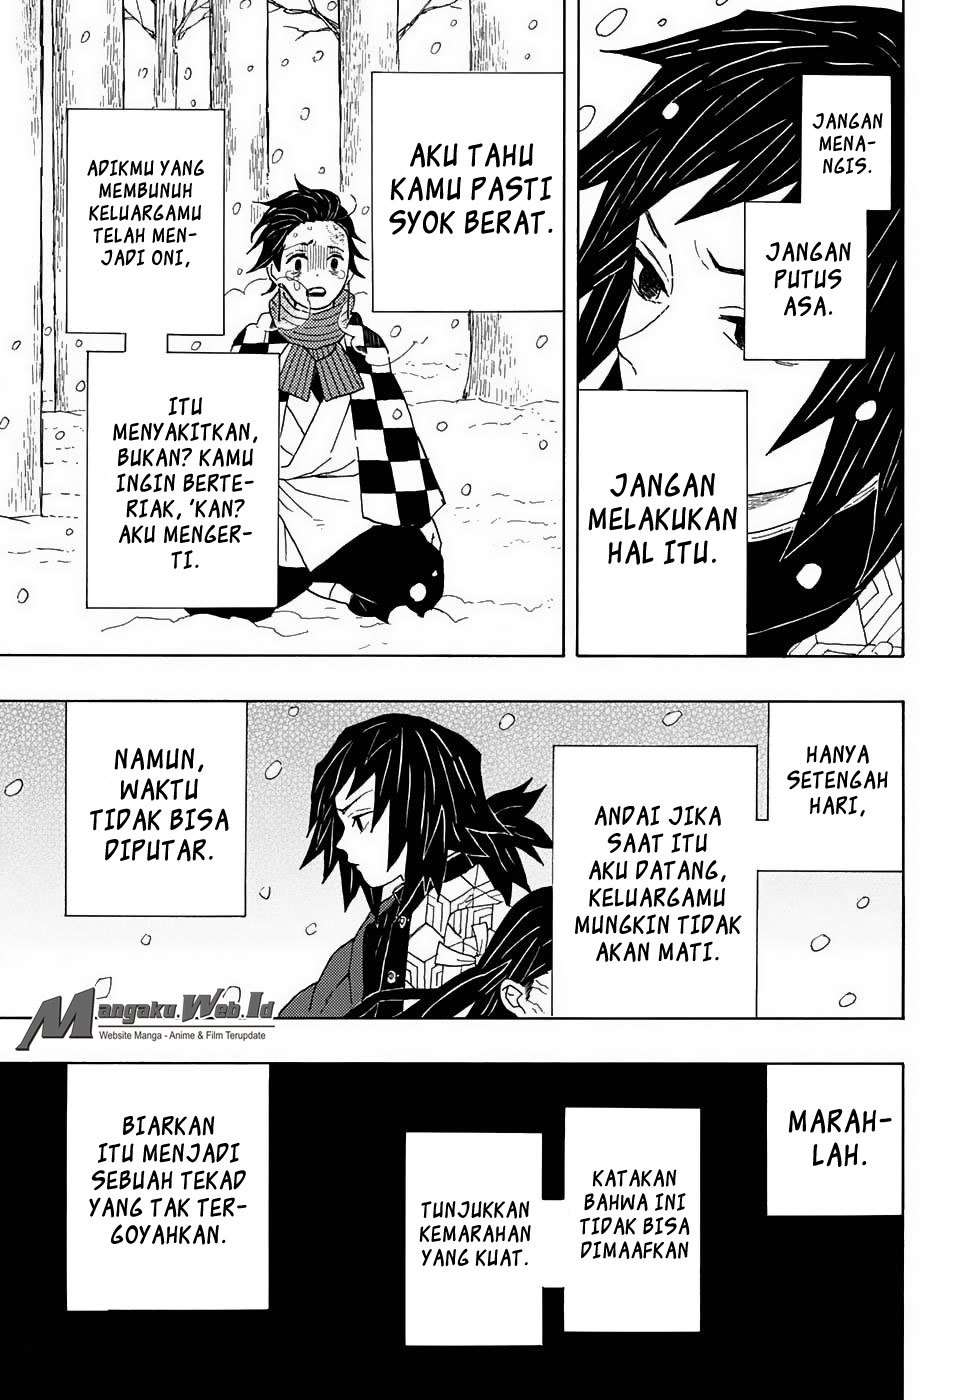 JANGAN
MENA-
NGIS.
JANGAN
PUTUS
ASA.
JANGAN
MELAKUKAN
HAL ITU.
AKU TAHU
KAMU PASTI
SYOK BERAT.
ADIKMU YANG
MEMBUNUH
KELUARGAMU
TELAH MEN-
JADI ONI,
ITU
MENYAKITKAN,
BUKAN? KAMU
INGIN BERTE-
RIAK, 'KAN?
AKU MENGER-
TI.
HANYA
SETENGAH
HARI,
ANDAI JIKA
SAAT ITU
AKU DATANG,
KELUARGAMU
MUNGKIN TIDAK
AKAN MATI.
NAMUN,
WAKTU
TIDAK BISA
DIPUTAR.
Mangaku.Web.Id
Website Manga - Anime & Film Terupdate
MARAH-
LAH.
KATAKAN
BAHWA INI
TIDAK BISA
DIMAAFKAN
TUNJUKKAN
KEMARAHAN
YANG KUAT.
BIARKAN
ITU MENJADI
SEBUAH TEKAD
YANG TAK TER-
GOYAHKAN.